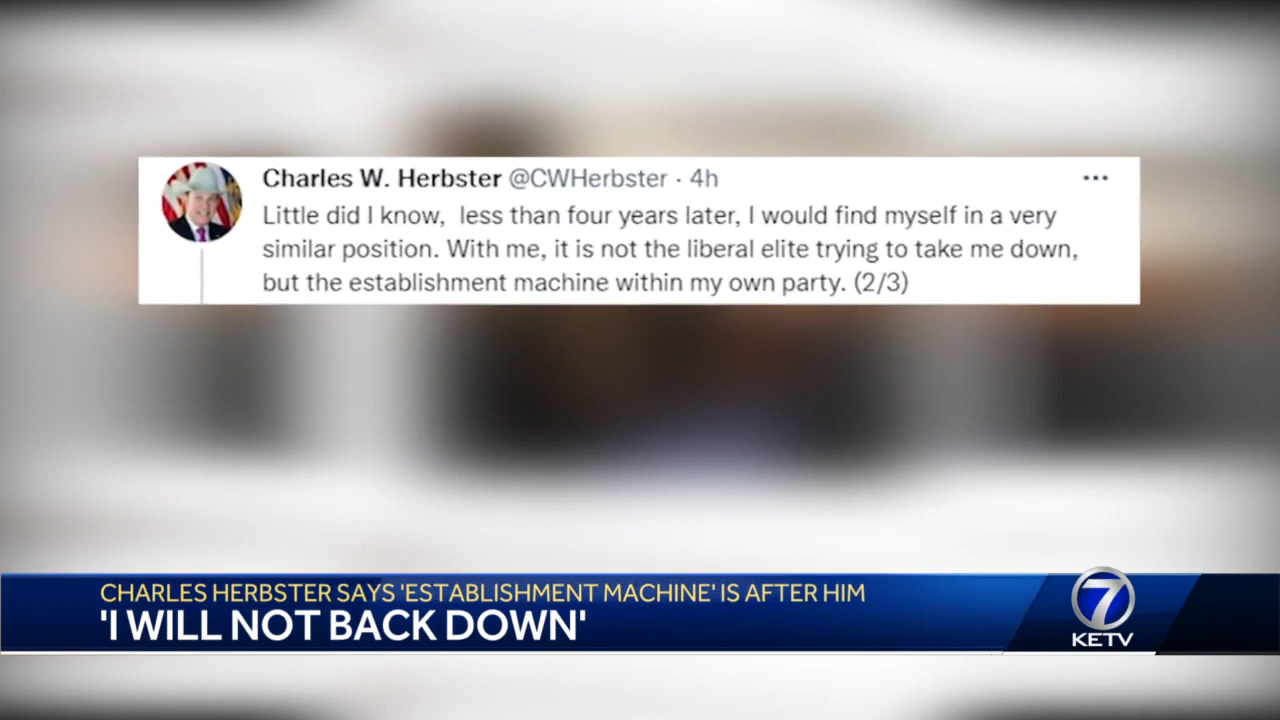 Charles W. Herbster @CWHerbster · 4h
Little did I know, less than four years later, I would find myself in a very
similar position. With me, it is not the liberal elite trying to take me down,
but the establishment machine within my own party. (2/3)
CHARLES HERBSTER SAYS 'ESTABLISHMENT MACHINE' IS AFTER HIM
'I WILL NOT BACK DOWN'
7
KETV